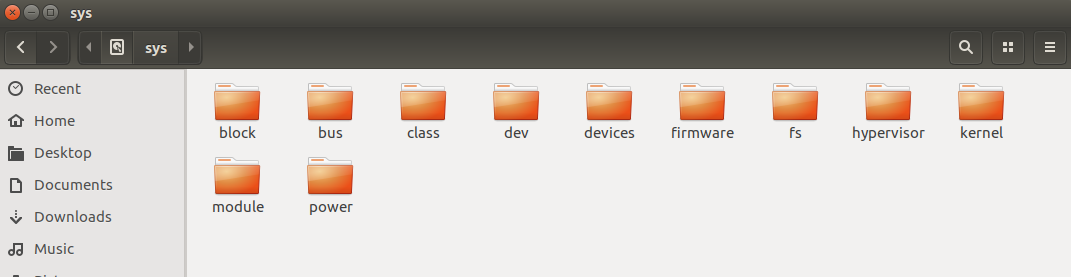 sys
sys
Recent
Home
Desktop
Documents
Downloads
Music
block bus class dev devices firmware fs hypervisor kernel
module power